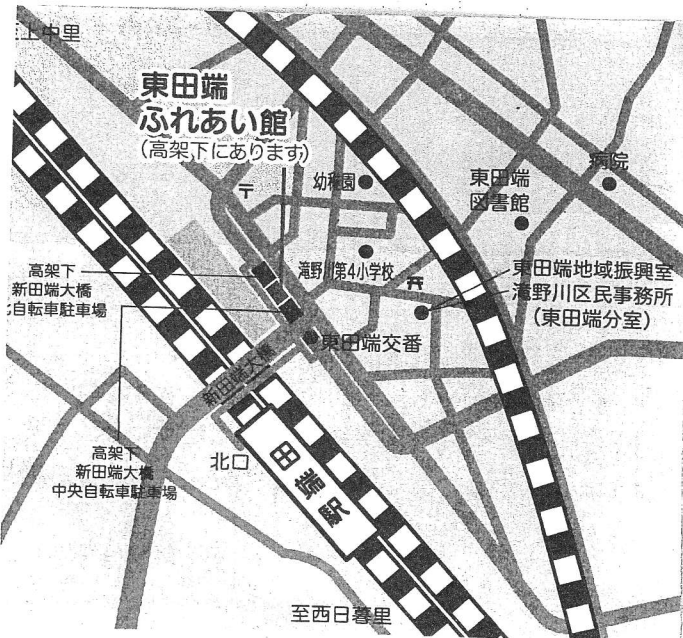 至上中里
東田端
ふれあい館
(高架下にあります)
〒
幼稚園
東田端
図書館
病院
高架下
新田端大橋
北自転車駐車場
滝野川第4小学校
東田端地域振興室
滝野川区民事務所
(東田端分室)
東田端交番
新田端大橋
高架下
新田端大橋
中央自転車駐車場
北口
田端駅
至西日暮里